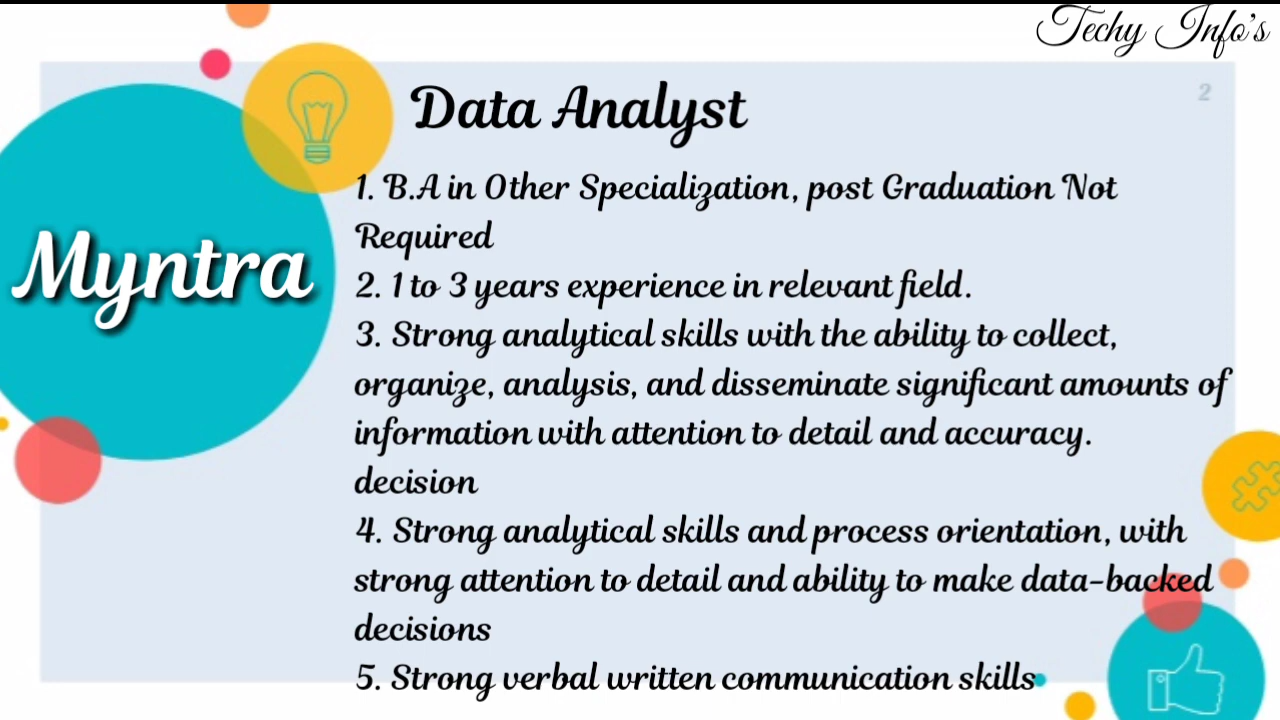 Techy Info's
2
Data Analyst
Myntra
1. B.A in Other Specialization, post Graduation Not
Required
2. 1 to 3 years experience in relevant field.
3. Strong analytical skills with the ability to collect,
organize, analysis, and disseminate significant amounts of
information with attention to detail and accuracy.
decision
4. Strong analytical skills and process orientation, with
strong attention to detail and ability to make data-backed
decisions
5. Strong verbal written communication skills